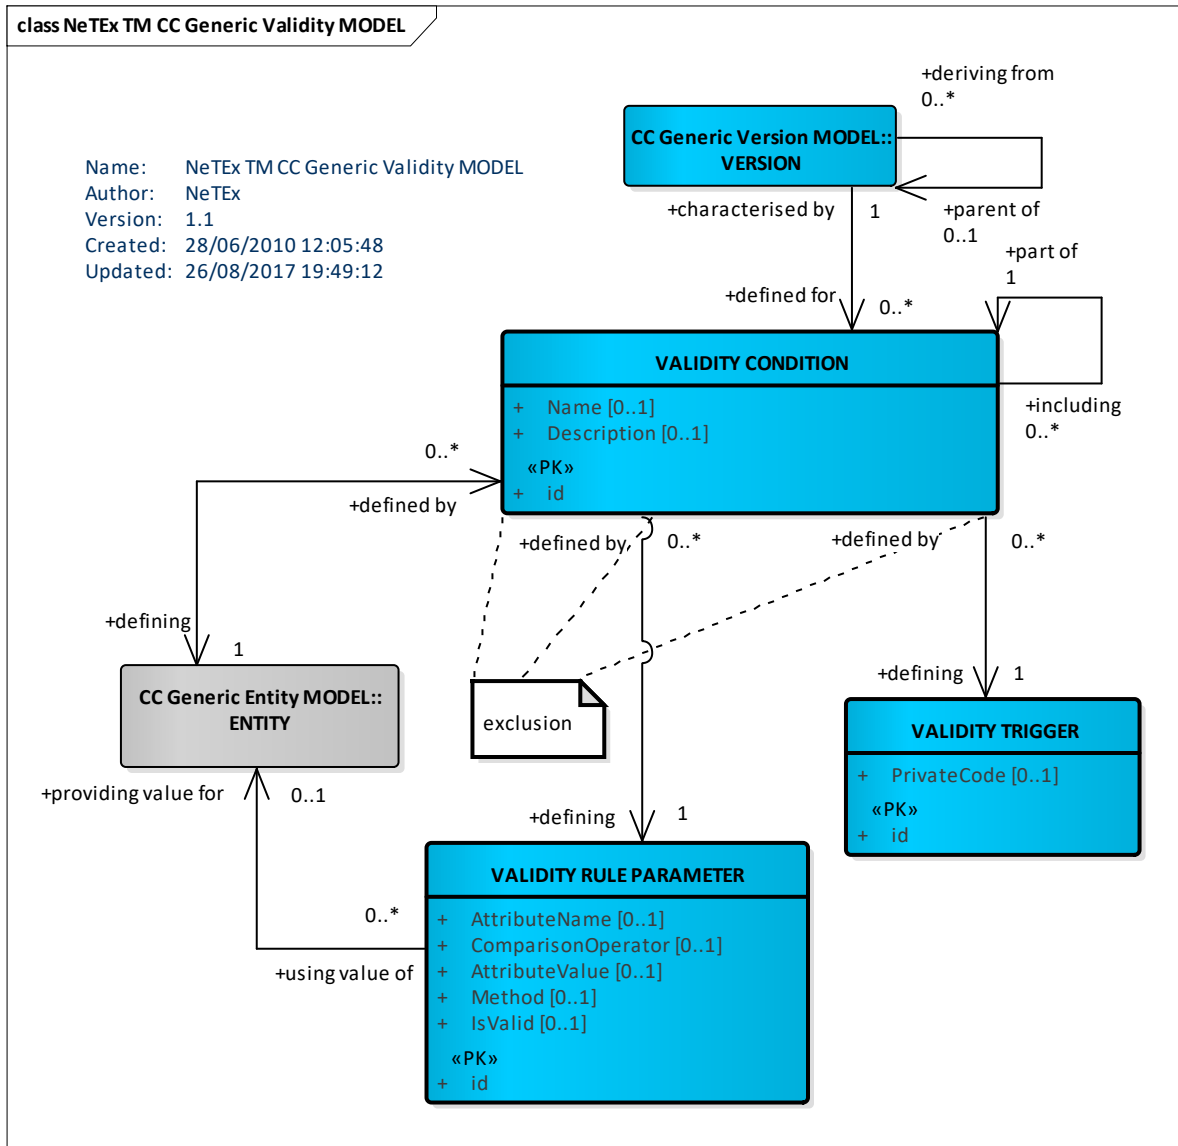 class NeTEx TM CC Generic Validity MODEL
+deriving from
0..*
CC Generic Version MODEL::
VERSION
Name: NeTEx TM CC Generic Validity MODEL
Author: NeTEx
Version: 1.1
Created: 28/06/2010 12:05:48
Updated: 26/08/2017 19:49:12
+characterised by
1
+parent of
0..1
+part of
1
+defined for
0..*
VALIDITY CONDITION
+ Name [0..1]
+ Description [0..1]
«PK»
+ id
+including
0..*
0..*
+defined by
+defined by
0..*
+defined by
0..*
+defining
1
CC Generic Entity MODEL::
ENTITY
exclusion
+defining
1
VALIDITY TRIGGER
+ PrivateCode [0..1]
«PK»
+ id
+providing value for
0..1
+defining
1
VALIDITY RULE PARAMETER
+ AttributeName [0..1]
+ ComparisonOperator [0..1]
+ AttributeValue [0..1]
+ Method [0..1]
+ IsValid [0..1]
«PK»
+ id
0..*
+using value of